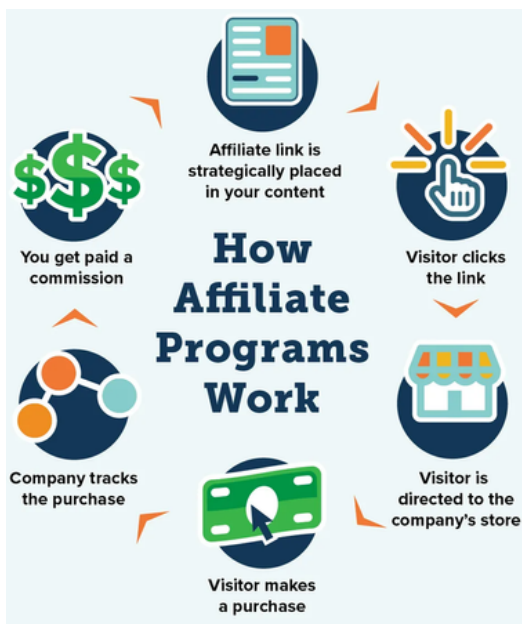 How
Affiliate
Programs
Work
Affiliate link is
strategically placed
in your content
Visitor clicks
the link
Visitor is
directed to the
company's store
Visitor makes
a purchase
Company tracks
the purchase
You get paid a
commission
$$$